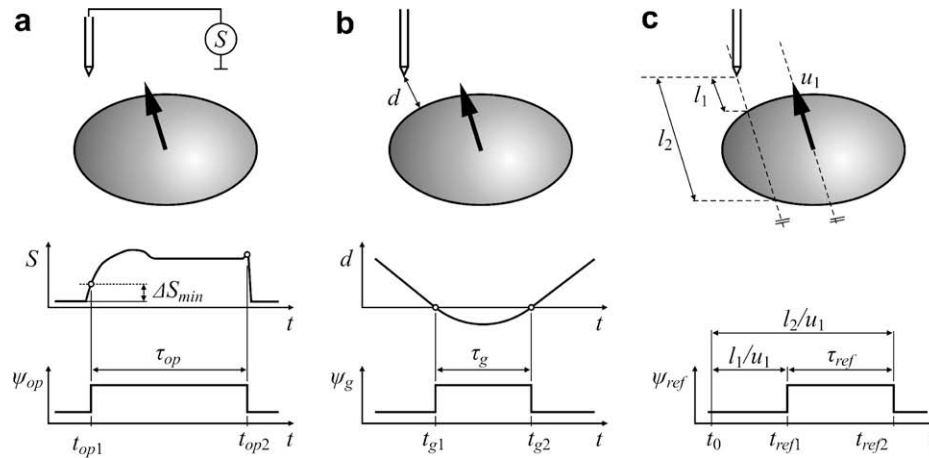 a
S
b
d
c
u1
l1
l2
S
ΔSmin
t
d
t
l2/u1
ψop
τop
top1
top2
t
ψg
τg
tg1
tg2
t
ψref
l1/u1
τref
t0
tref1
tref2